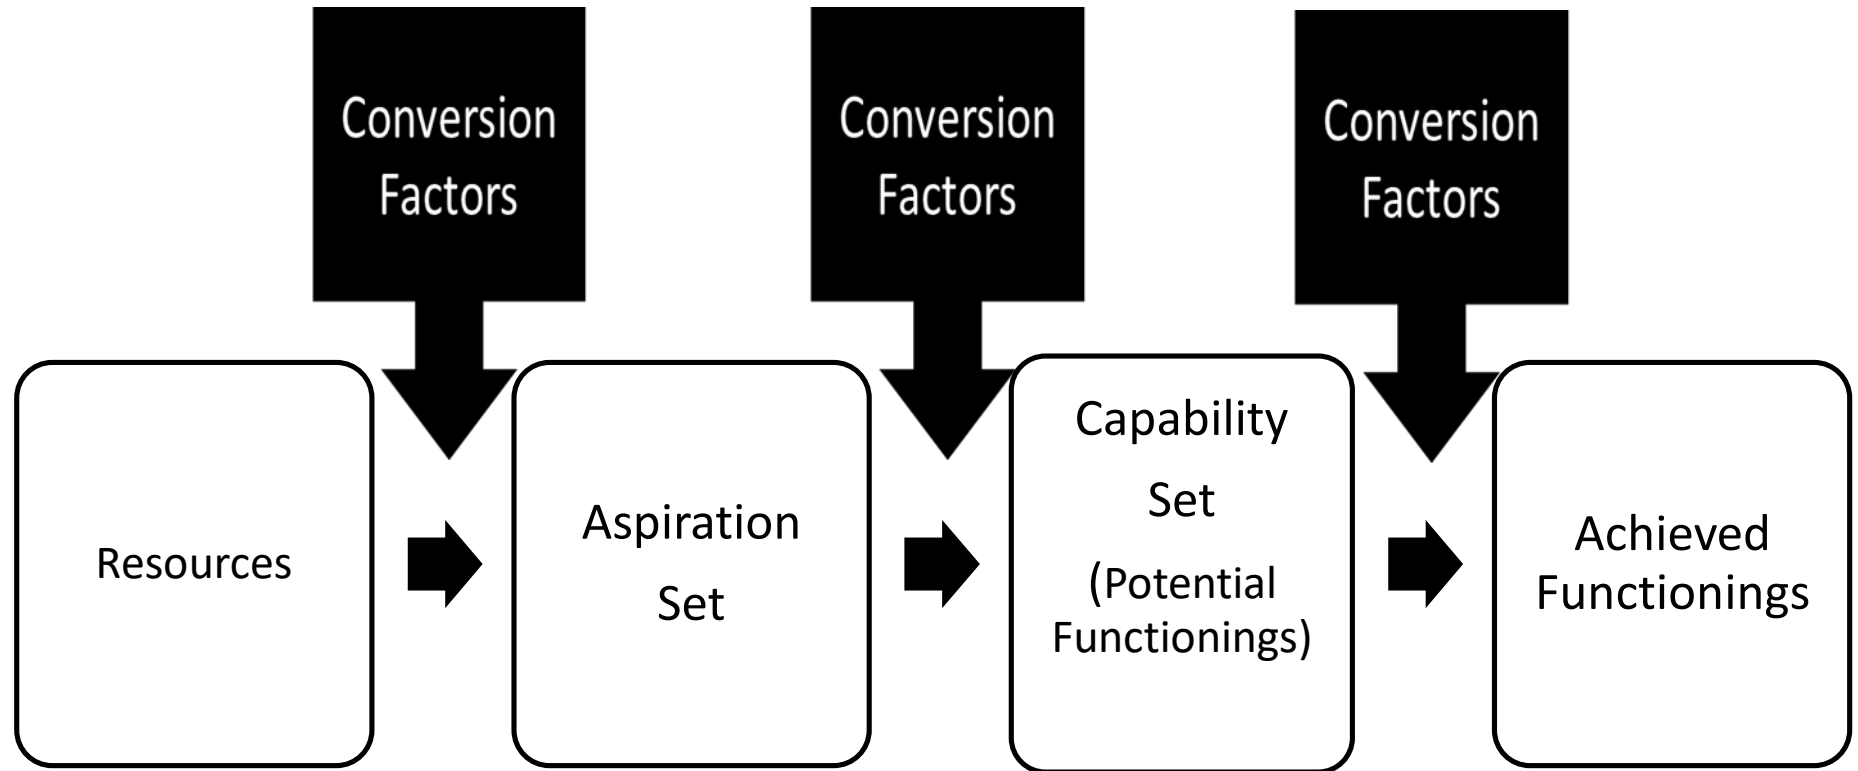 Conversion
Factors
Conversion
Factors
Conversion
Factors
Resources
Aspiration
Set
Capability
Set
(Potential
Functionings)
Achieved
Functionings